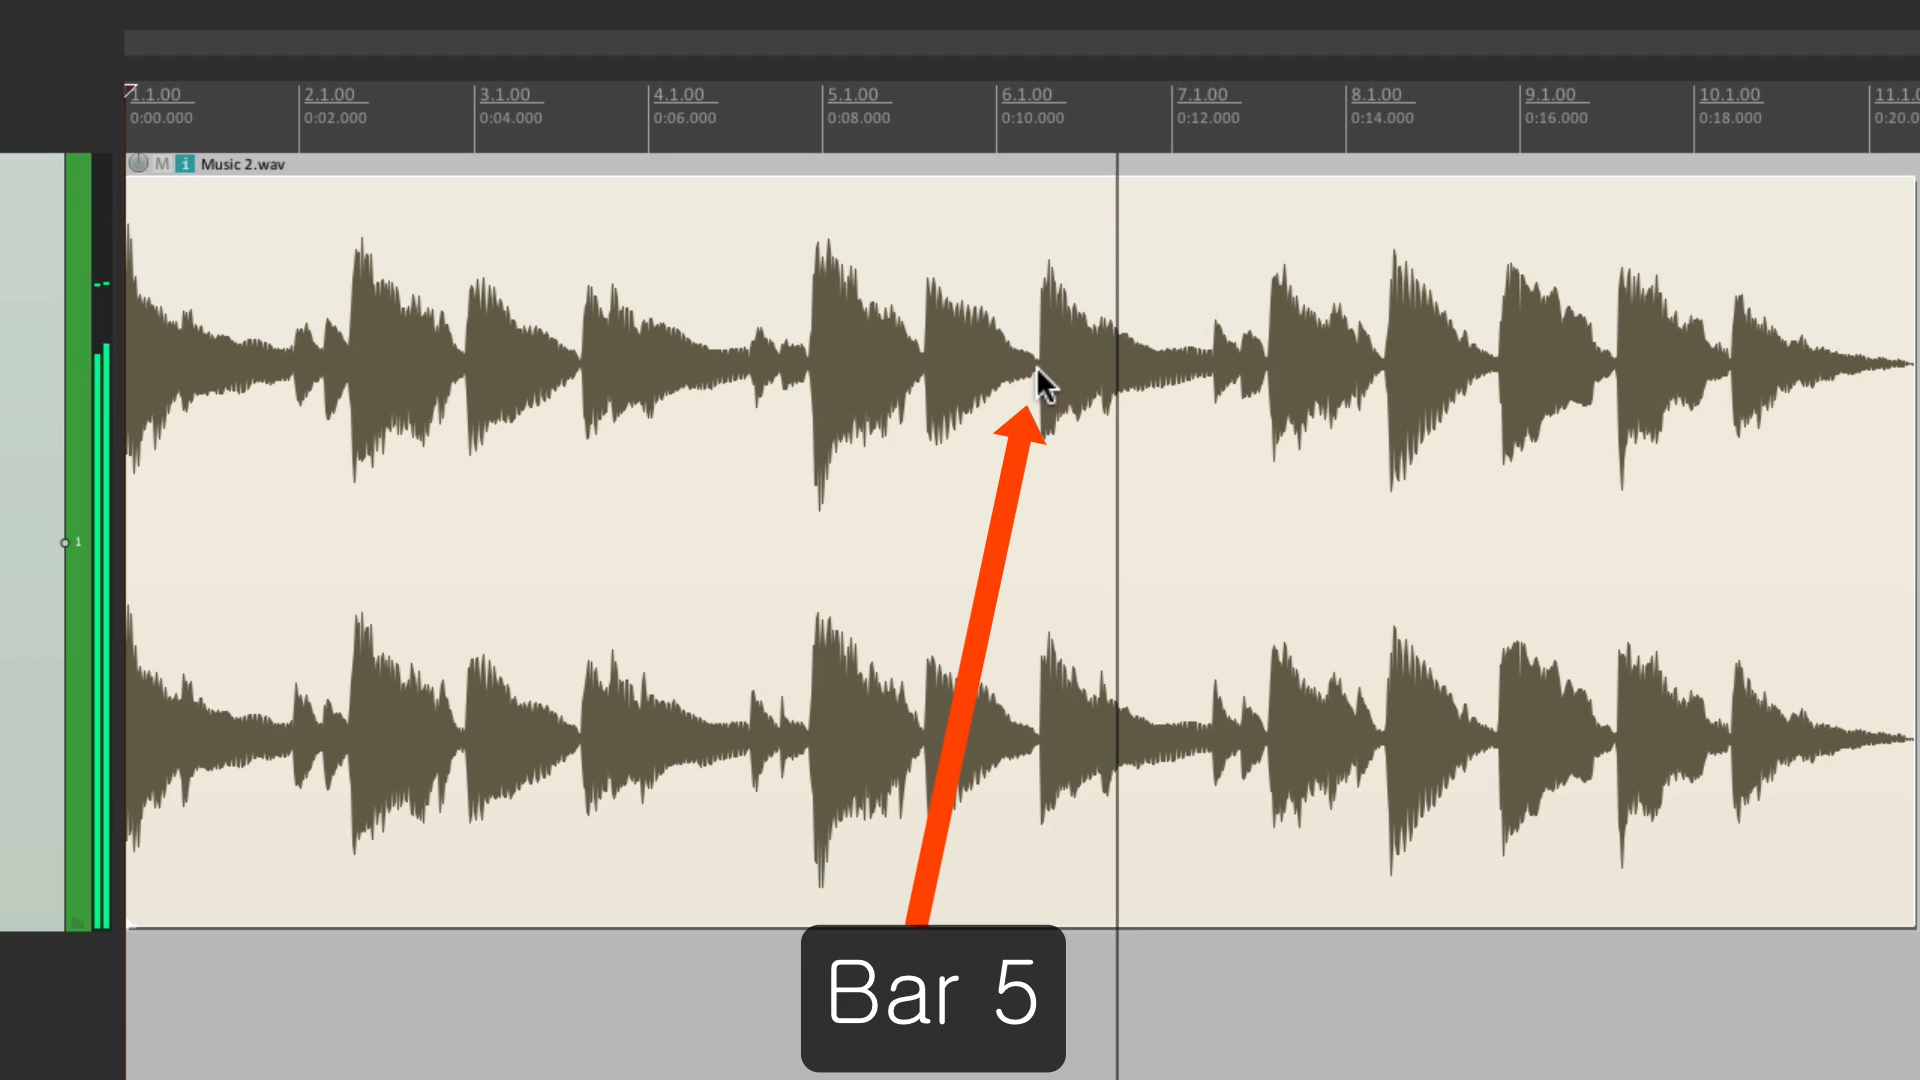 1.1.00 2.1.00 3.1.00 4.1.00 5.1.00 6.1.00 7.1.00 8.1.00 9.1.00 10.1.00
0:00.000 0:02.000 0:04.000 0:06.000 0:08.000 0:10.000 0:12.000 0:14.000 0:16.000 0:18.000
M i Music 2.wav
1
Bar 5